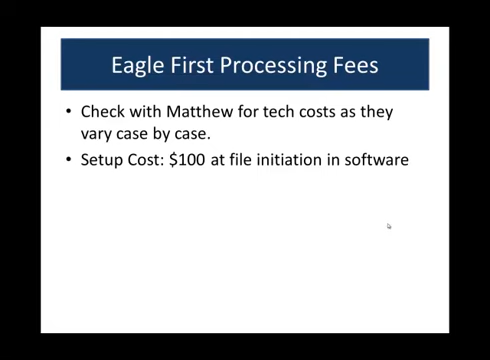 Eagle First Processing Fees
• Check with Matthew for tech costs as they
vary case by case.
• Setup Cost: $100 at file initiation in software